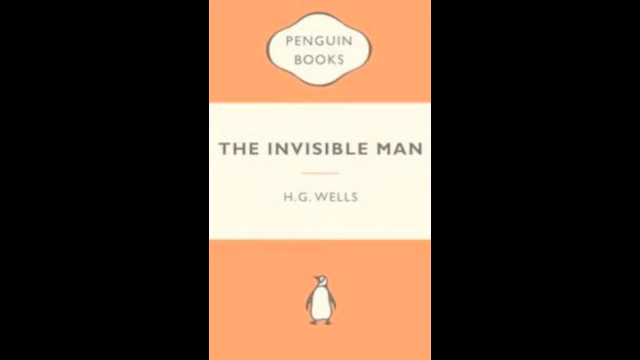 PENGUIN
BOOKS
THE INVISIBLE MAN
H.G. WELLS